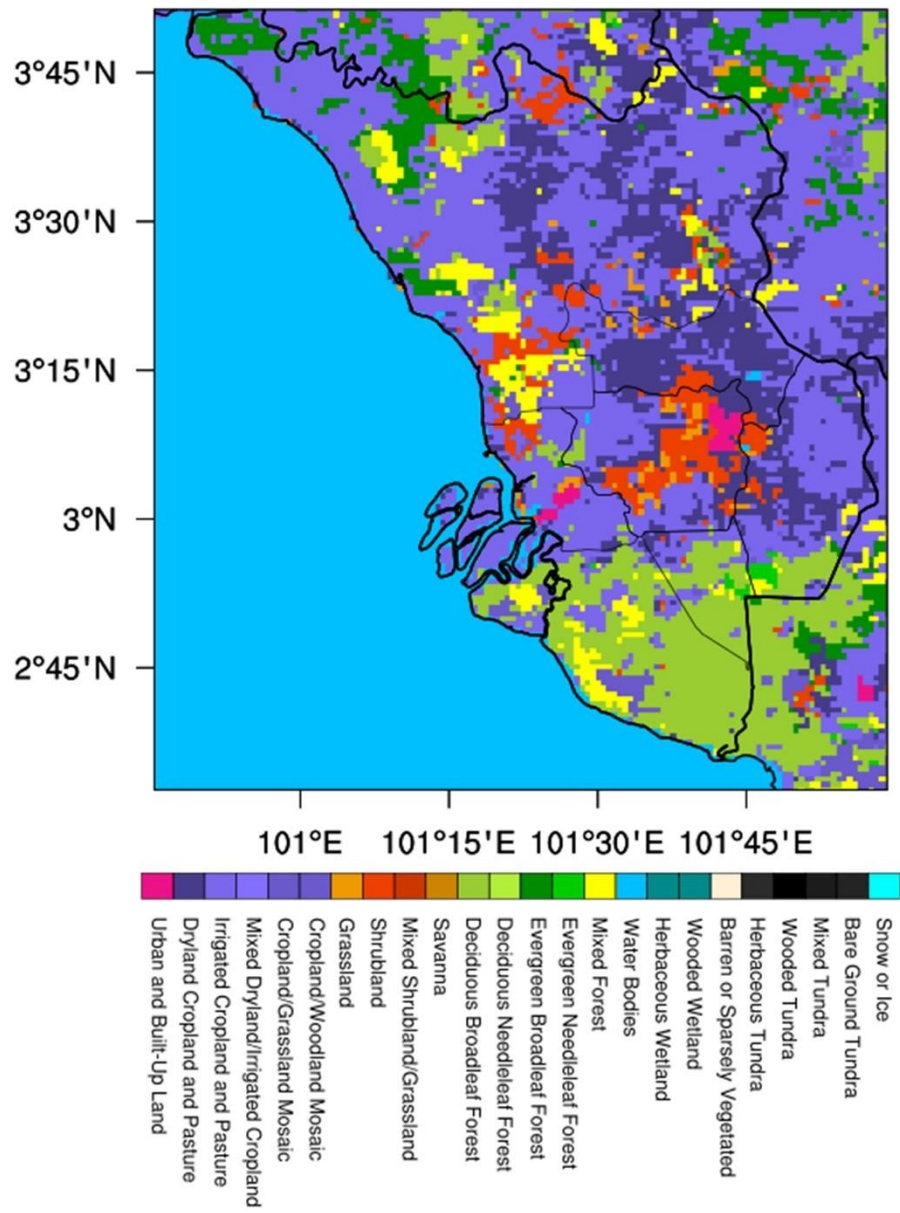 3°45'N
3°30'N
3°15'N
3°N
2°45'N
101°E 101°15'E 101°30'E 101°45'E
Urban and Built-Up Land
Dryland Cropland and Pasture
Irrigated Cropland and Pasture
Mixed Dryland/Irrigated Cropland
Cropland/Grassland Mosaic
Cropland/Woodland Mosaic
Grassland
Shrubland
Mixed Shrubland/Grassland
Savanna
Deciduous Broadleaf Forest
Deciduous Needleleaf Forest
Evergreen Broadleaf Forest
Evergreen Needleleaf Forest
Mixed Forest
Water Bodies
Herbaceous Wetland
Wooded Wetland
Barren or Sparsely Vegetated
Herbaceous Tundra
Wooded Tundra
Mixed Tundra
Bare Ground Tundra
Snow or Ice